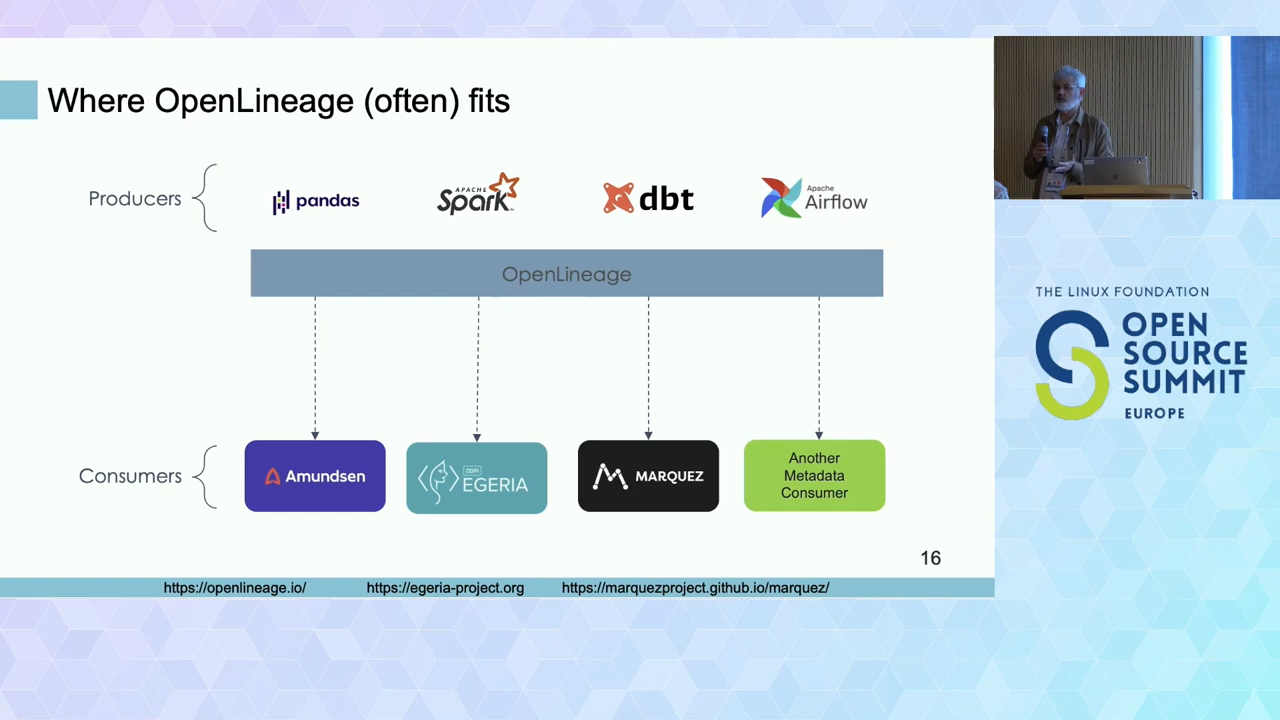 Where OpenLineage (often) fits
Producers
pandas
APACHE
Spark
dbt
Apache
Airflow
OpenLineage
Consumers
Amundsen
ODPi
EGERIA
MARQUEZ
Another
Metadata
Consumer
16
https://openlineage.io/
https://egeria-project.org
https://marquezproject.github.io/marquez/
THE LINUX FOUNDATION
OPEN
SOURCE
SUMMIT
EUROPE